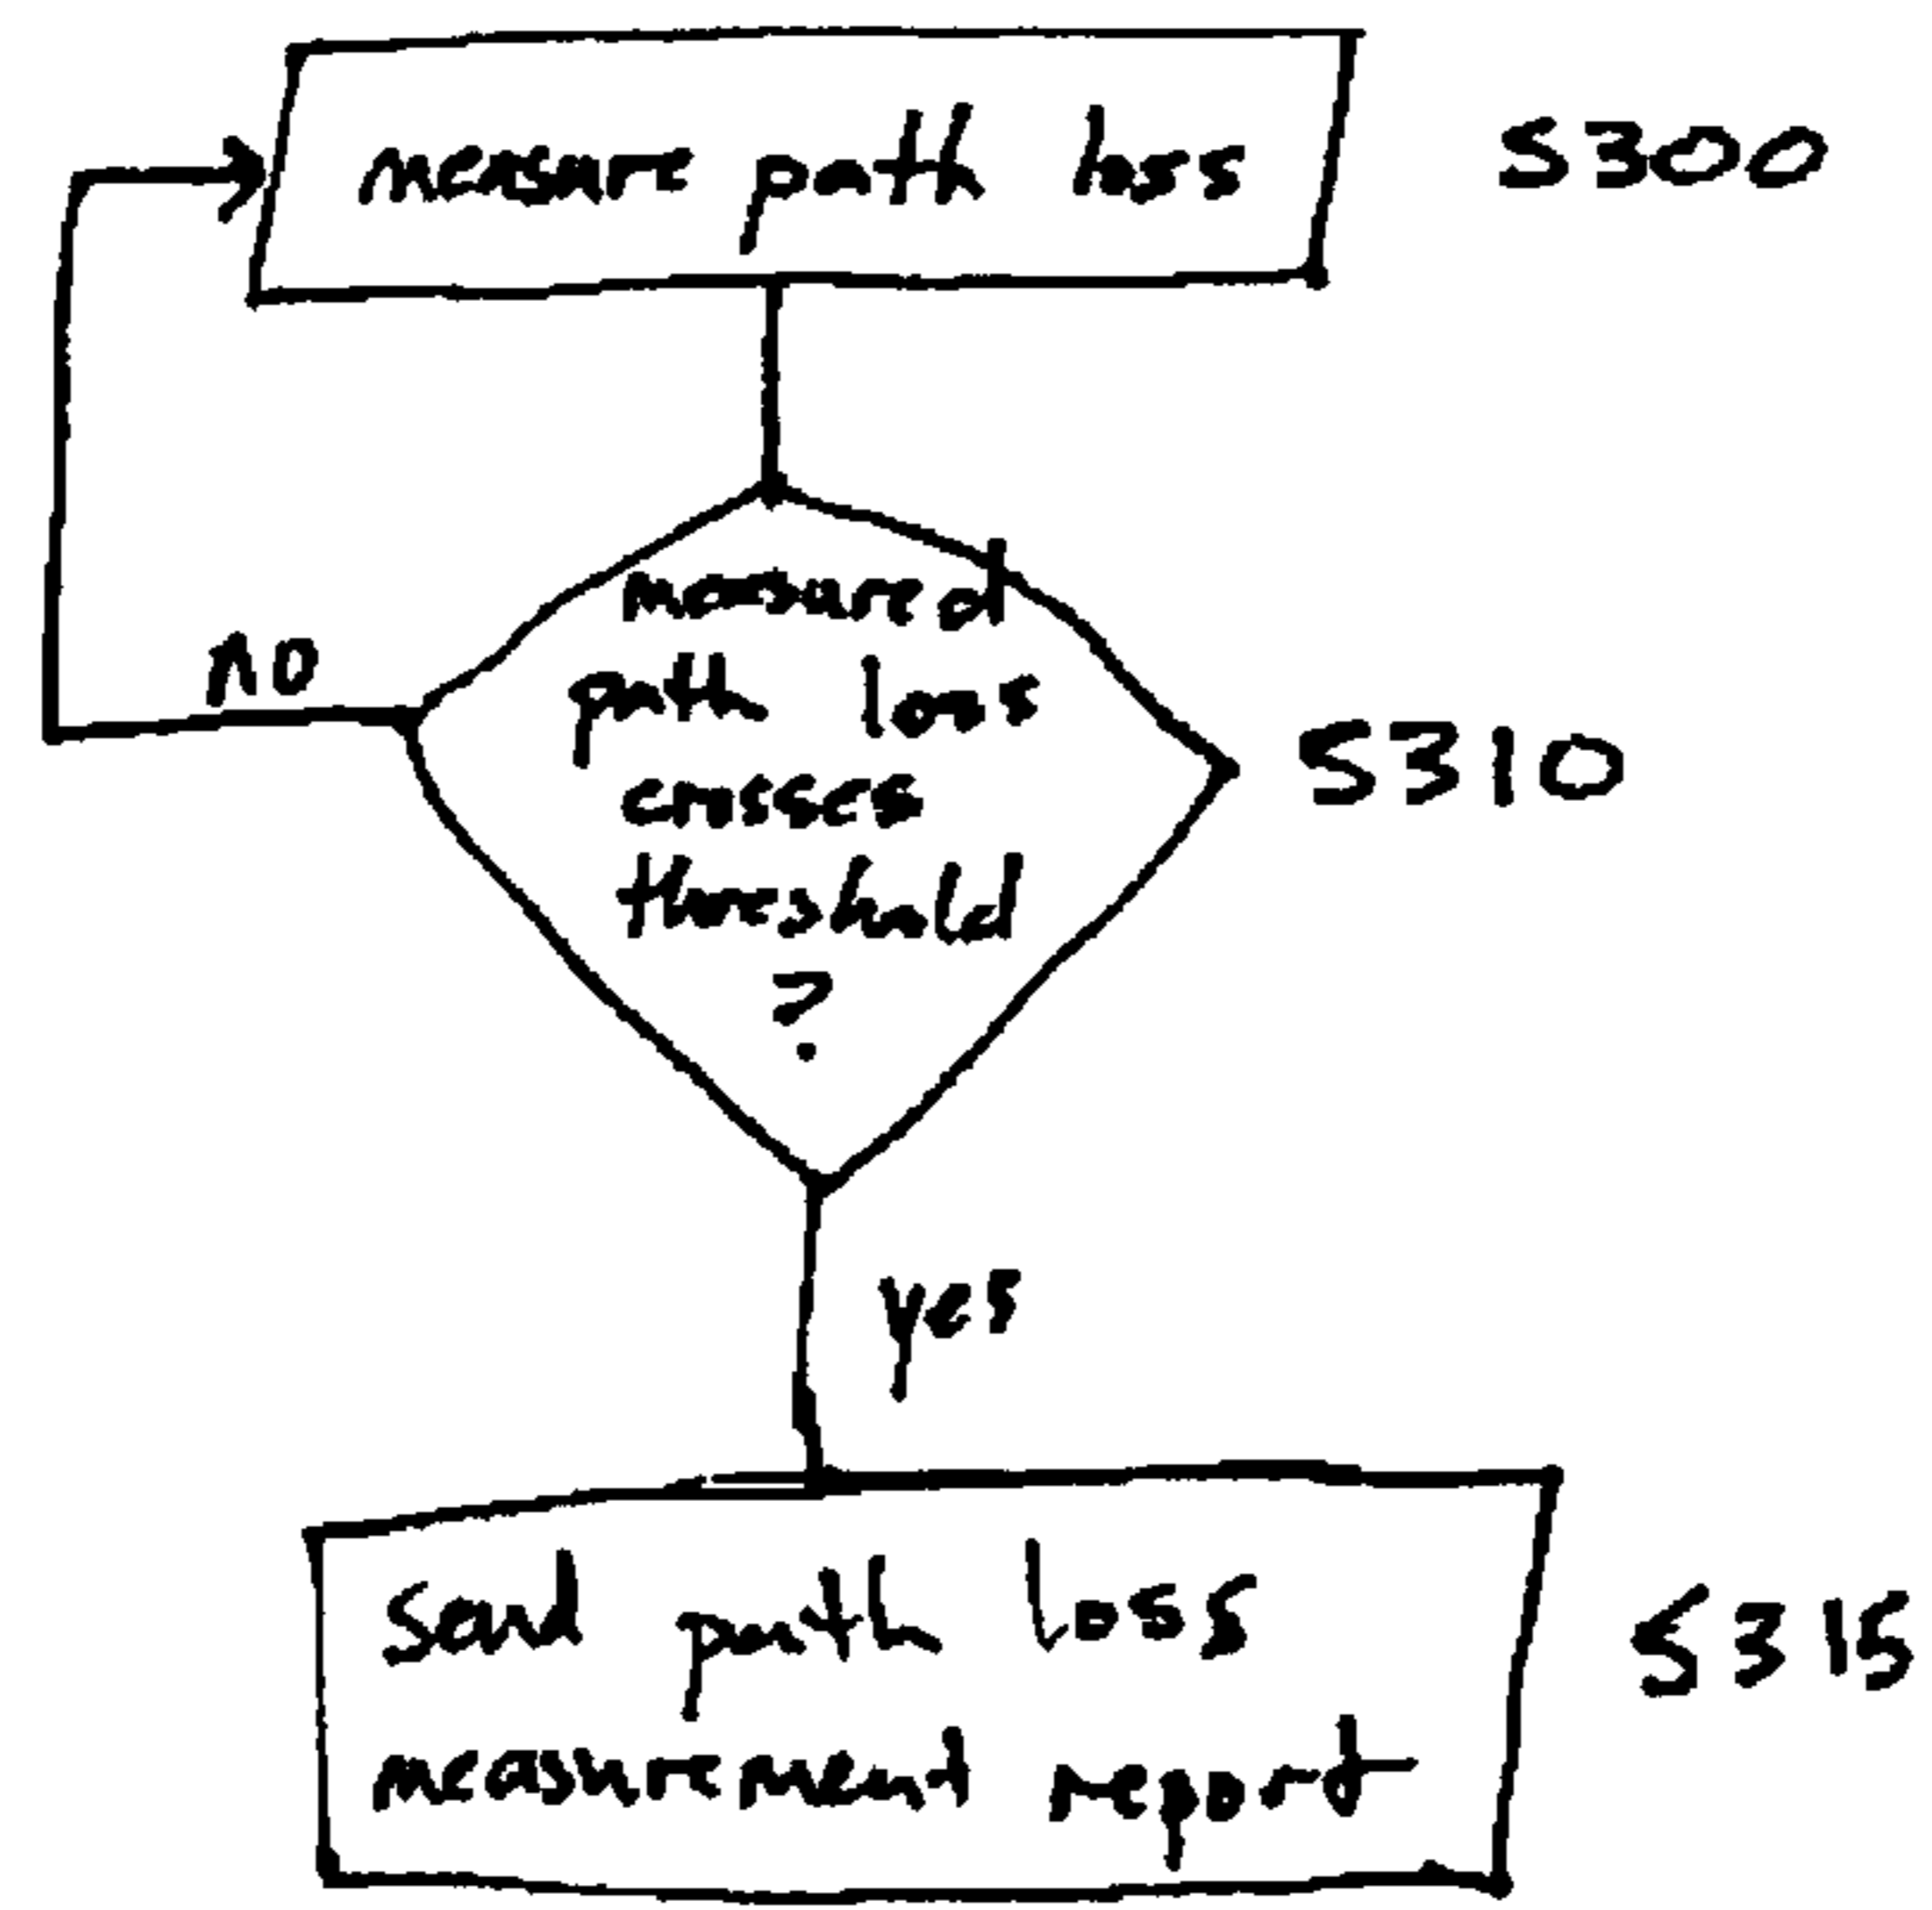 measure path loss S300
measured
path loss
NO
crosses S310
threshold
?
yes
send path loss
S315
measurement report